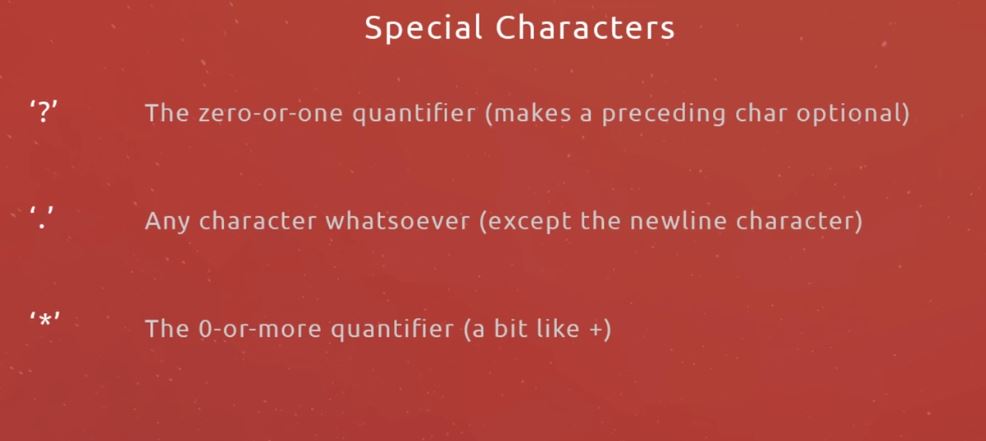 Special Characters
‘?’ The zero-or-one quantifier (makes a preceding char optional)
‘.’ Any character whatsoever (except the newline character)
‘*’ The 0-or-more quantifier (a bit like +)